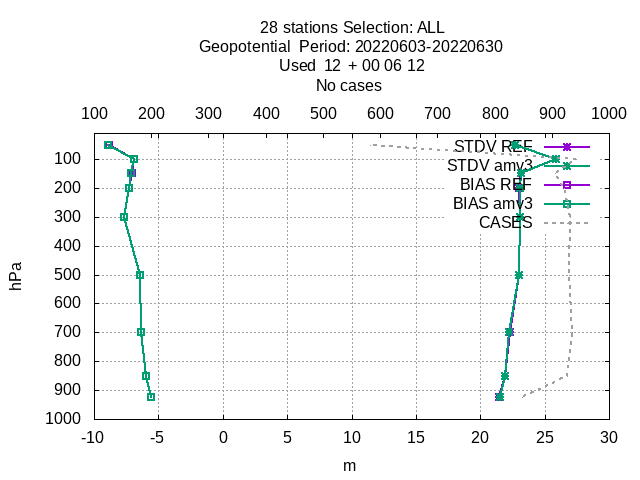 28 stations Selection: ALL
Geopotential  Period: 20220603-20220630
Used  12  + 00 06 12
No cases
100 200 300 400 500 600 700 800 900 1000
STDV REF
STDV amv3
BIAS REF
BIAS amv3
CASES
100
200
300
400
500
600
700
800
900
1000
hPa
-10 -5 0 5 10 15 20 25 30
m